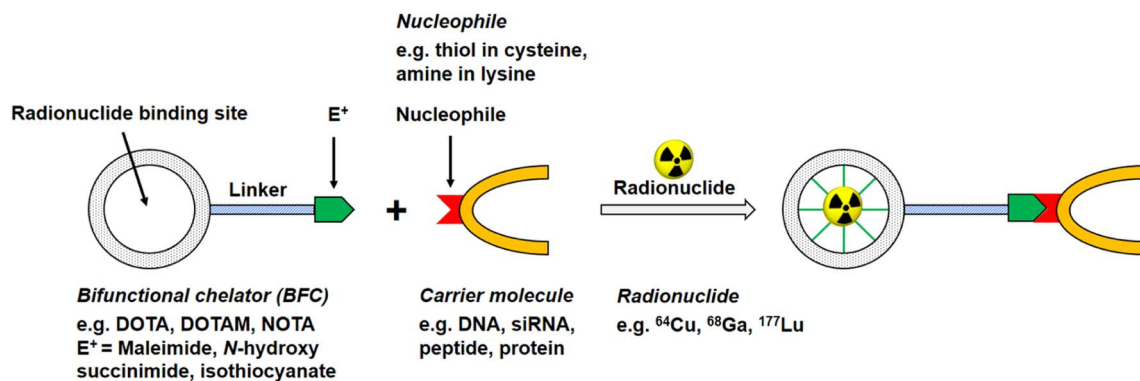 Nucleophile
e.g. thiol in cysteine,
amine in lysine
Radionuclide binding site
E⁺
Nucleophile
Linker
+
Radionuclide
Bifunctional chelator (BFC)
e.g. DOTA, DOTAM, NOTA
E⁺ = Maleimide, N-hydroxy
succinimide, isothiocyanate
Carrier molecule
e.g. DNA, siRNA,
peptide, protein
Radionuclide
e.g. ⁶⁴Cu, ⁶⁸Ga, ¹⁷⁷Lu